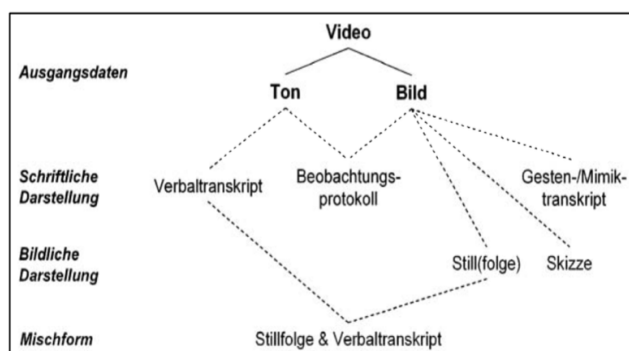 Video
Ausgangsdaten
Ton Bild
Schriftliche Darstellung
Verbaltranskript
Beobachtungs-
protokoll
Gesten-/Mimik-
transkript
Bildliche
Darstellung
Still(folge) Skizze
Mischform Stillfolge & Verbaltranskript